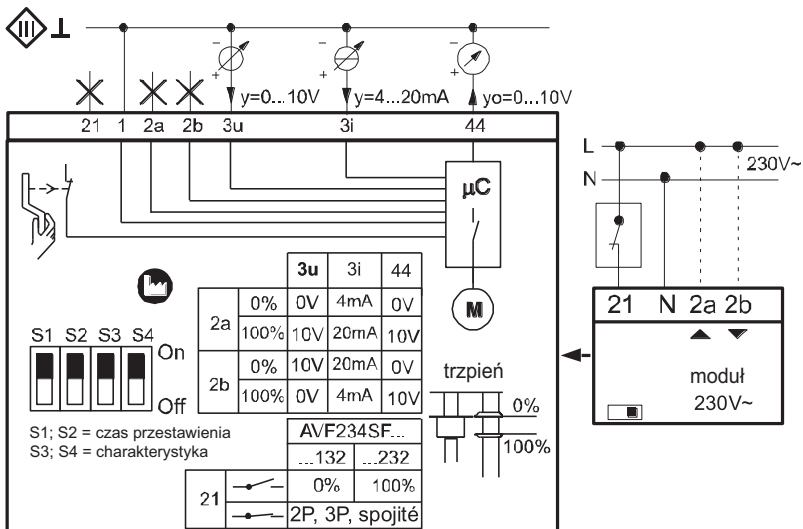 III
− − −
+ + +
y=0...10V y=4...20mA yo=0...10V
21 1 2a 2b 3u 3i 44
µC
M
3u 3i 44
2a 0% 0V 4mA 0V
100% 10V 20mA 10V
2b 0% 10V 20mA 0V
100% 0V 4mA 10V
S1 S2 S3 S4
On
Off
S1; S2 = czas przestawienia
S3; S4 = charakterystyka
trzpień
0%
100%
AVF234SF...
...132 ...232
21 0% 100%
2P, 3P, spojité
L
230V~
N
21 N 2a 2b
moduł
230V~